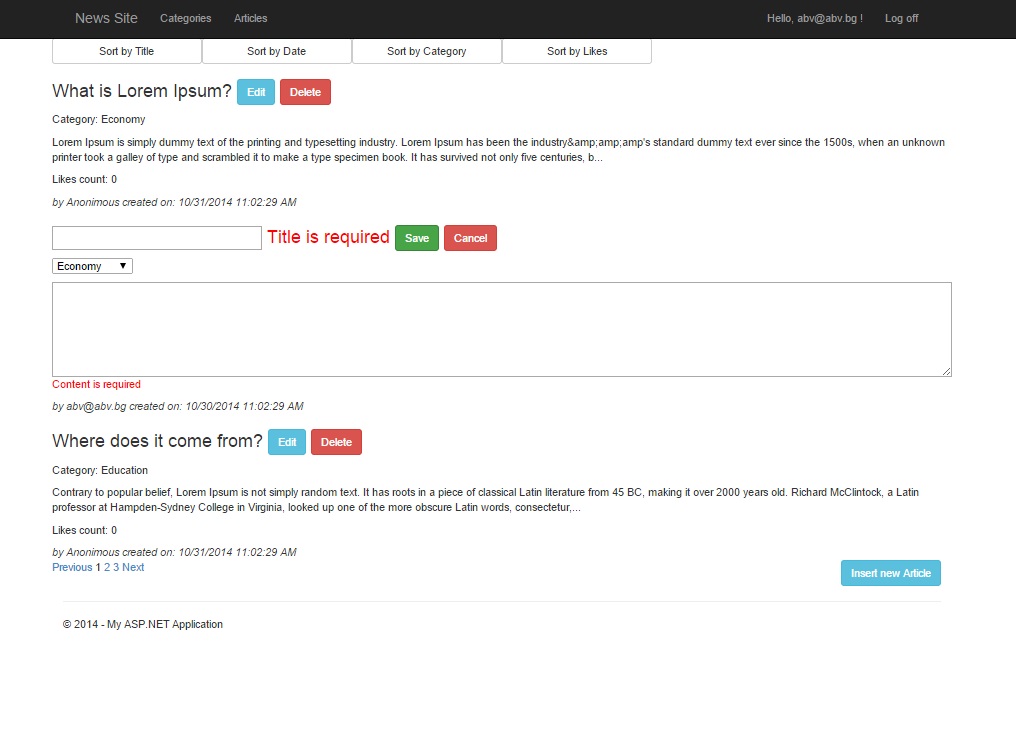 News Site Categories Articles Hello, abv@abv.bg ! Log off
Sort by Title Sort by Date Sort by Category Sort by Likes
What is Lorem Ipsum? Edit Delete
Category: Economy
Lorem Ipsum is simply dummy text of the printing and typesetting industry. Lorem Ipsum has been the industry&amp;amp;amp's standard dummy text ever since the 1500s, when an unknown
printer took a galley of type and scrambled it to make a type specimen book. It has survived not only five centuries, b...
Likes count: 0
by Anonimous created on: 10/31/2014 11:02:29 AM
Title is required Save Cancel
Economy
Content is required
by abv@abv.bg created on: 10/30/2014 11:02:29 AM
Where does it come from? Edit Delete
Category: Education
Contrary to popular belief, Lorem Ipsum is not simply random text. It has roots in a piece of classical Latin literature from 45 BC, making it over 2000 years old. Richard McClintock, a Latin
professor at Hampden-Sydney College in Virginia, looked up one of the more obscure Latin words, consectetur,...
Likes count: 0
by Anonimous created on: 10/31/2014 11:02:29 AM
Previous 1 2 3 Next
Insert new Article
© 2014 - My ASP.NET Application